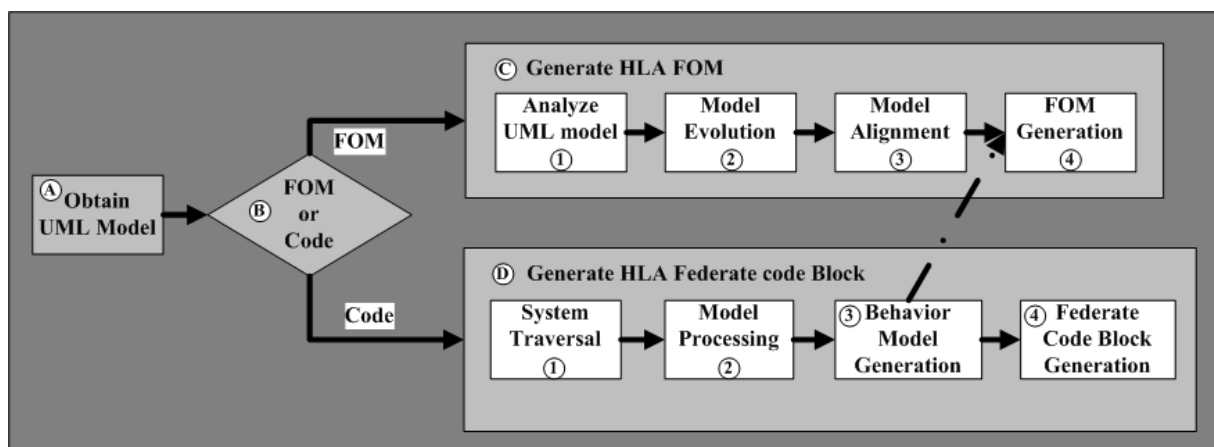 Ⓒ Generate HLA FOM
Analyze
UML model
①
Model
Evolution
②
Model
Alignment
③
FOM
Generation
④
FOM
Ⓐ Obtain
UML Model
Ⓑ
FOM
or
Code
Code
Ⓓ Generate HLA Federate code Block
System
Traversal
①
Model
Processing
②
③ Behavior
Model
Generation
④ Federate
Code Block
Generation